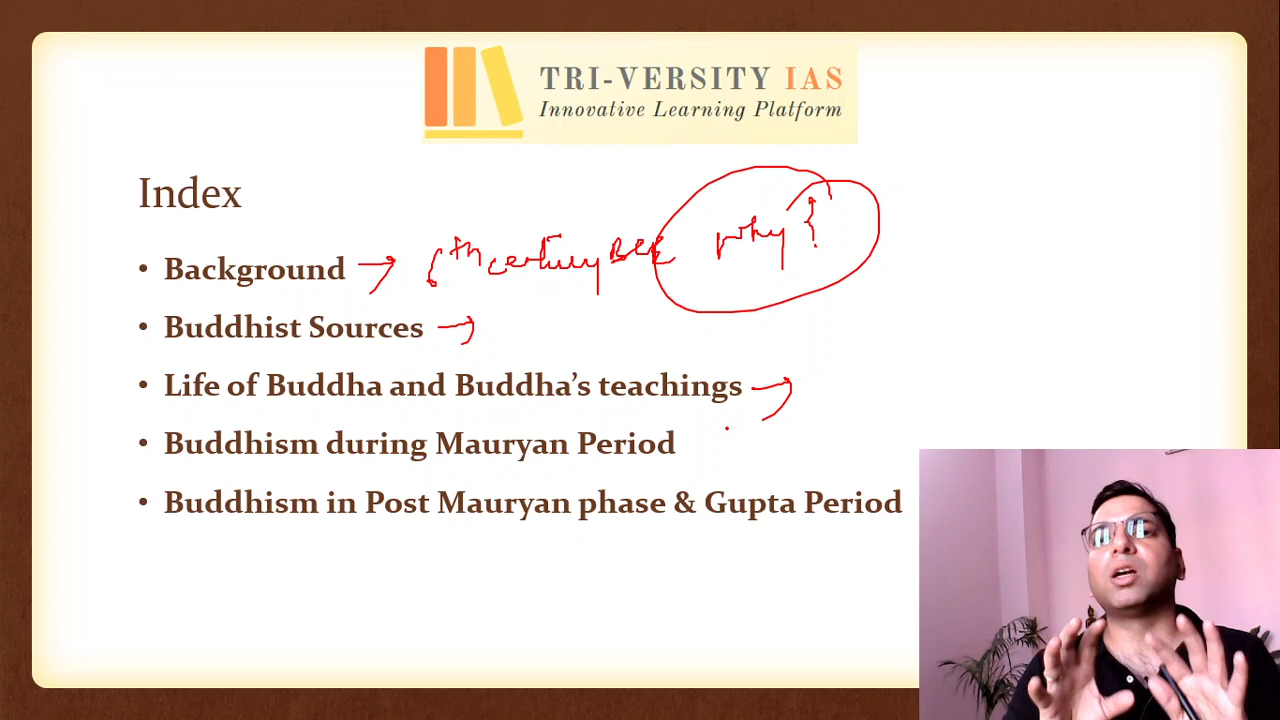 TRI-VERSITY IAS
Innovative Learning Platform
Index
• Background → 6th century BCE why?
• Buddhist Sources →
• Life of Buddha and Buddha’s teachings →
• Buddhism during Mauryan Period
• Buddhism in Post Mauryan phase & Gupta Period